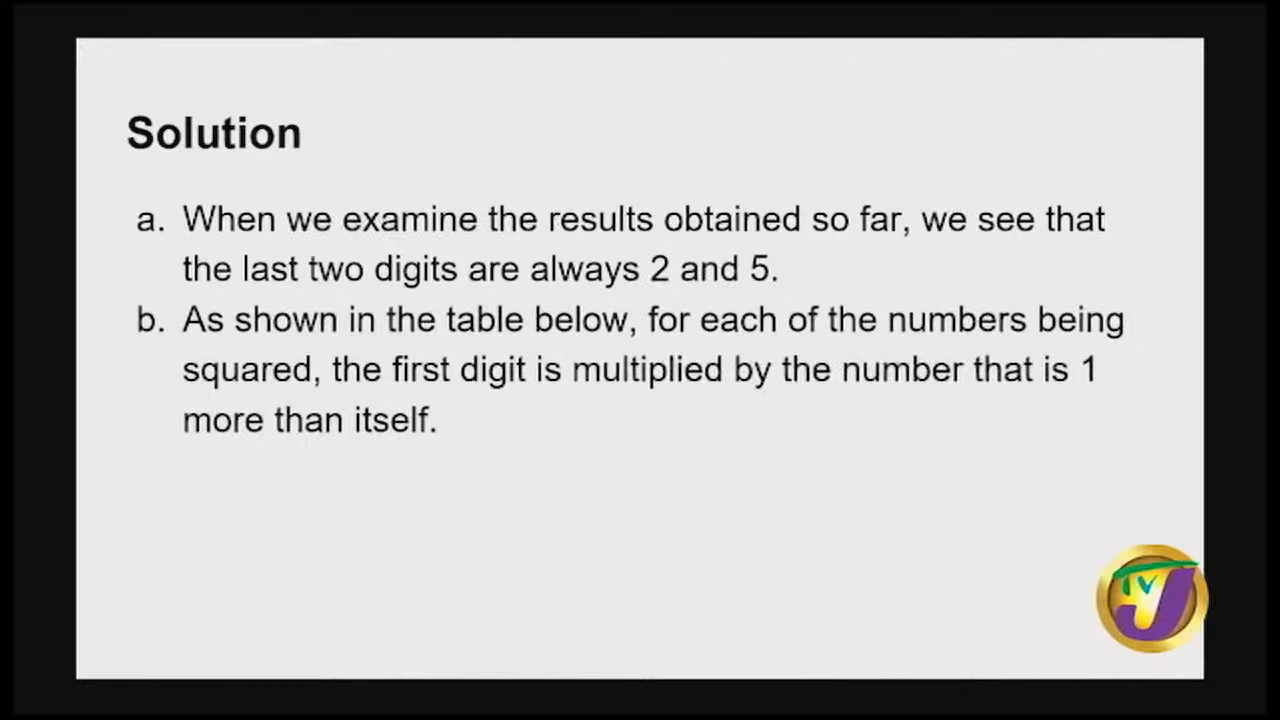 Solution
a. When we examine the results obtained so far, we see that
the last two digits are always 2 and 5.
b. As shown in the table below, for each of the numbers being
squared, the first digit is multiplied by the number that is 1
more than itself.
TVJ